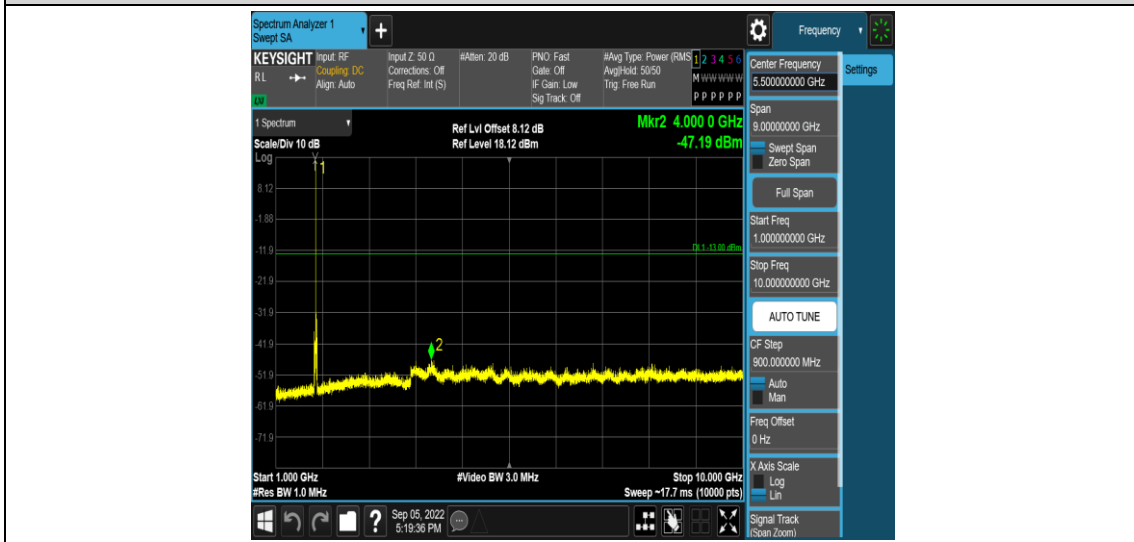 Spectrum Analyzer 1
Swept SA
+
Frequency
KEYSIGHT
RL
LXI
Input: RF
Coupling: DC
Align: Auto
Input Z: 50 Ω
Corrections: Off
Freq Ref: Int (S)
#Atten: 20 dB
PNO: Fast
Gate: Off
IF Gain: Low
Sig Track: Off
#Avg Type: Power (RMS
Avg|Hold: 50/50
Trig: Free Run
1 2 3 4 5 6
M W W W W W
P P P P P P
1 Spectrum
Scale/Div 10 dB
Log
Ref Lvl Offset 8.12 dB
Ref Level 18.12 dBm
Mkr2 4.000 0 GHz
-47.19 dBm
1
8.12
-1.88
-11.9
DL1 -13.00 dBm
-21.9
-31.9
-41.9
2
-51.9
-61.9
-71.9
Start 1.000 GHz
#Res BW 1.0 MHz
#Video BW 3.0 MHz
Stop 10.000 GHz
Sweep ~17.7 ms (10000 pts)
?
Sep 05, 2022
5:19:36 PM
Center Frequency
5.50000000 GHz
Settings
Span
9.00000000 GHz
Swept Span
Zero Span
Full Span
Start Freq
1.000000000 GHz
Stop Freq
10.000000000 GHz
AUTO TUNE
CF Step
900.000000 MHz
Auto
Man
Freq Offset
0 Hz
X Axis Scale
Log
Lin
Signal Track
(Span Zoom)